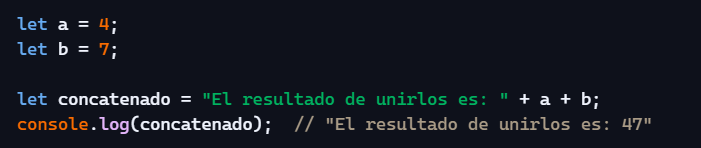 let a = 4;
let b = 7;
let concatenado = "El resultado de unirlos es: " + a + b;
console.log(concatenado);  // "El resultado de unirlos es: 47"